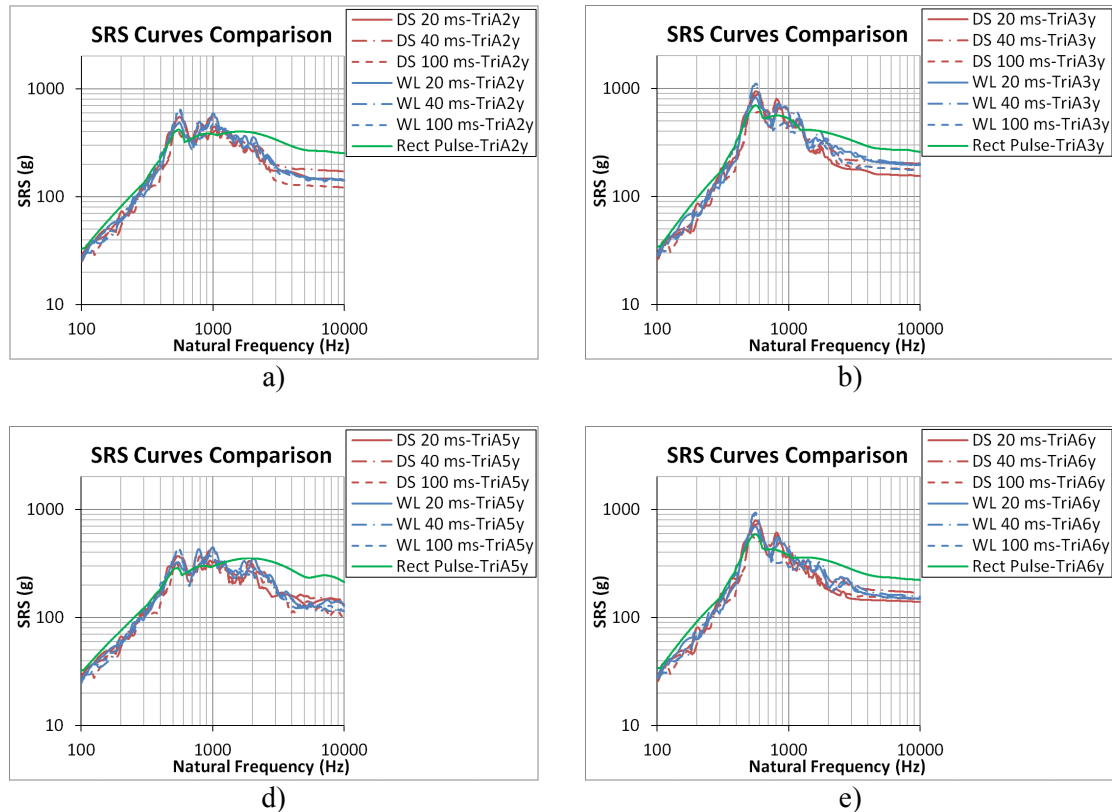 SRS Curves Comparison
DS 20 ms-TriA2y
DS 40 ms-TriA2y
DS 100 ms-TriA2y
WL 20 ms-TriA2y
WL 40 ms-TriA2y
WL 100 ms-TriA2y
Rect Pulse-TriA2y
SRS (g)
1000
100
10
100
1000
10000
Natural Frequency (Hz)
a)
SRS Curves Comparison
DS 20 ms-TriA3y
DS 40 ms-TriA3y
DS 100 ms-TriA3y
WL 20 ms-TriA3y
WL 40 ms-TriA3y
WL 100 ms-TriA3y
Rect Pulse-TriA3y
SRS (g)
1000
100
10
100
1000
10000
Natural Frequency (Hz)
b)
SRS Curves Comparison
DS 20 ms-TriA5y
DS 40 ms-TriA5y
DS 100 ms-TriA5y
WL 20 ms-TriA5y
WL 40 ms-TriA5y
WL 100 ms-TriA5y
Rect Pulse-TriA5y
SRS (g)
1000
100
10
100
1000
10000
Natural Frequency (Hz)
d)
SRS Curves Comparison
DS 20 ms-TriA6y
DS 40 ms-TriA6y
DS 100 ms-TriA6y
WL 20 ms-TriA6y
WL 40 ms-TriA6y
WL 100 ms-TriA6y
Rect Pulse-TriA6y
SRS (g)
1000
100
10
100
1000
10000
Natural Frequency (Hz)
e)